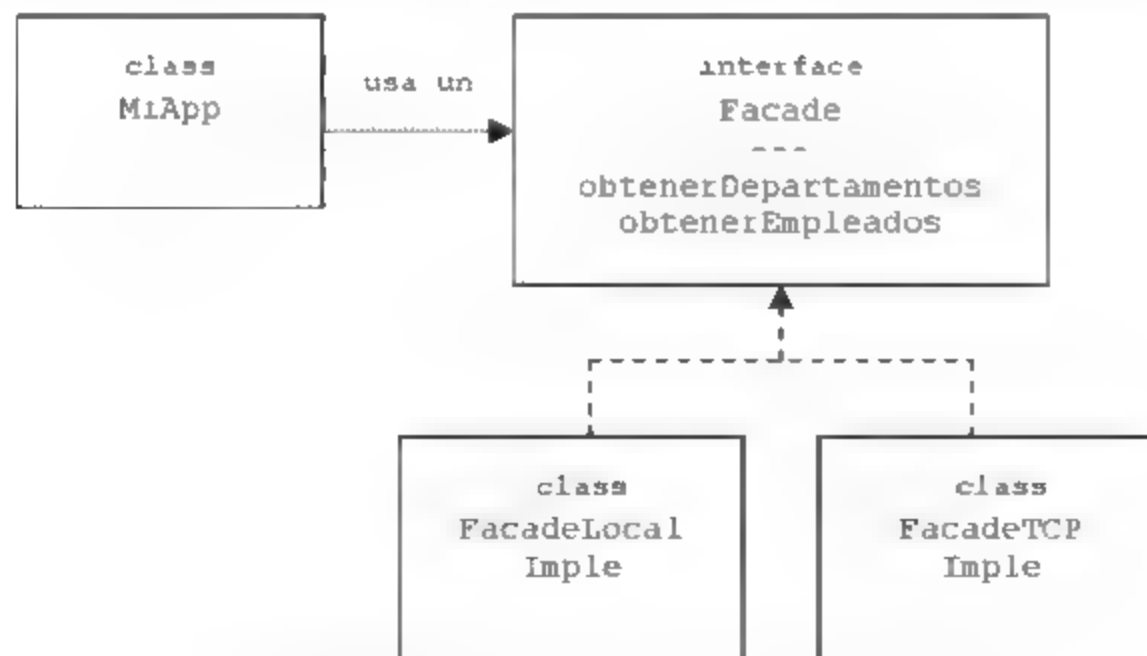 class
MiApp
usa un
interface
Facade
---
obtenerDepartamentos
obtenerEmpleados
class
FacadeLocal
Imple
class
FacadeTCP
Imple